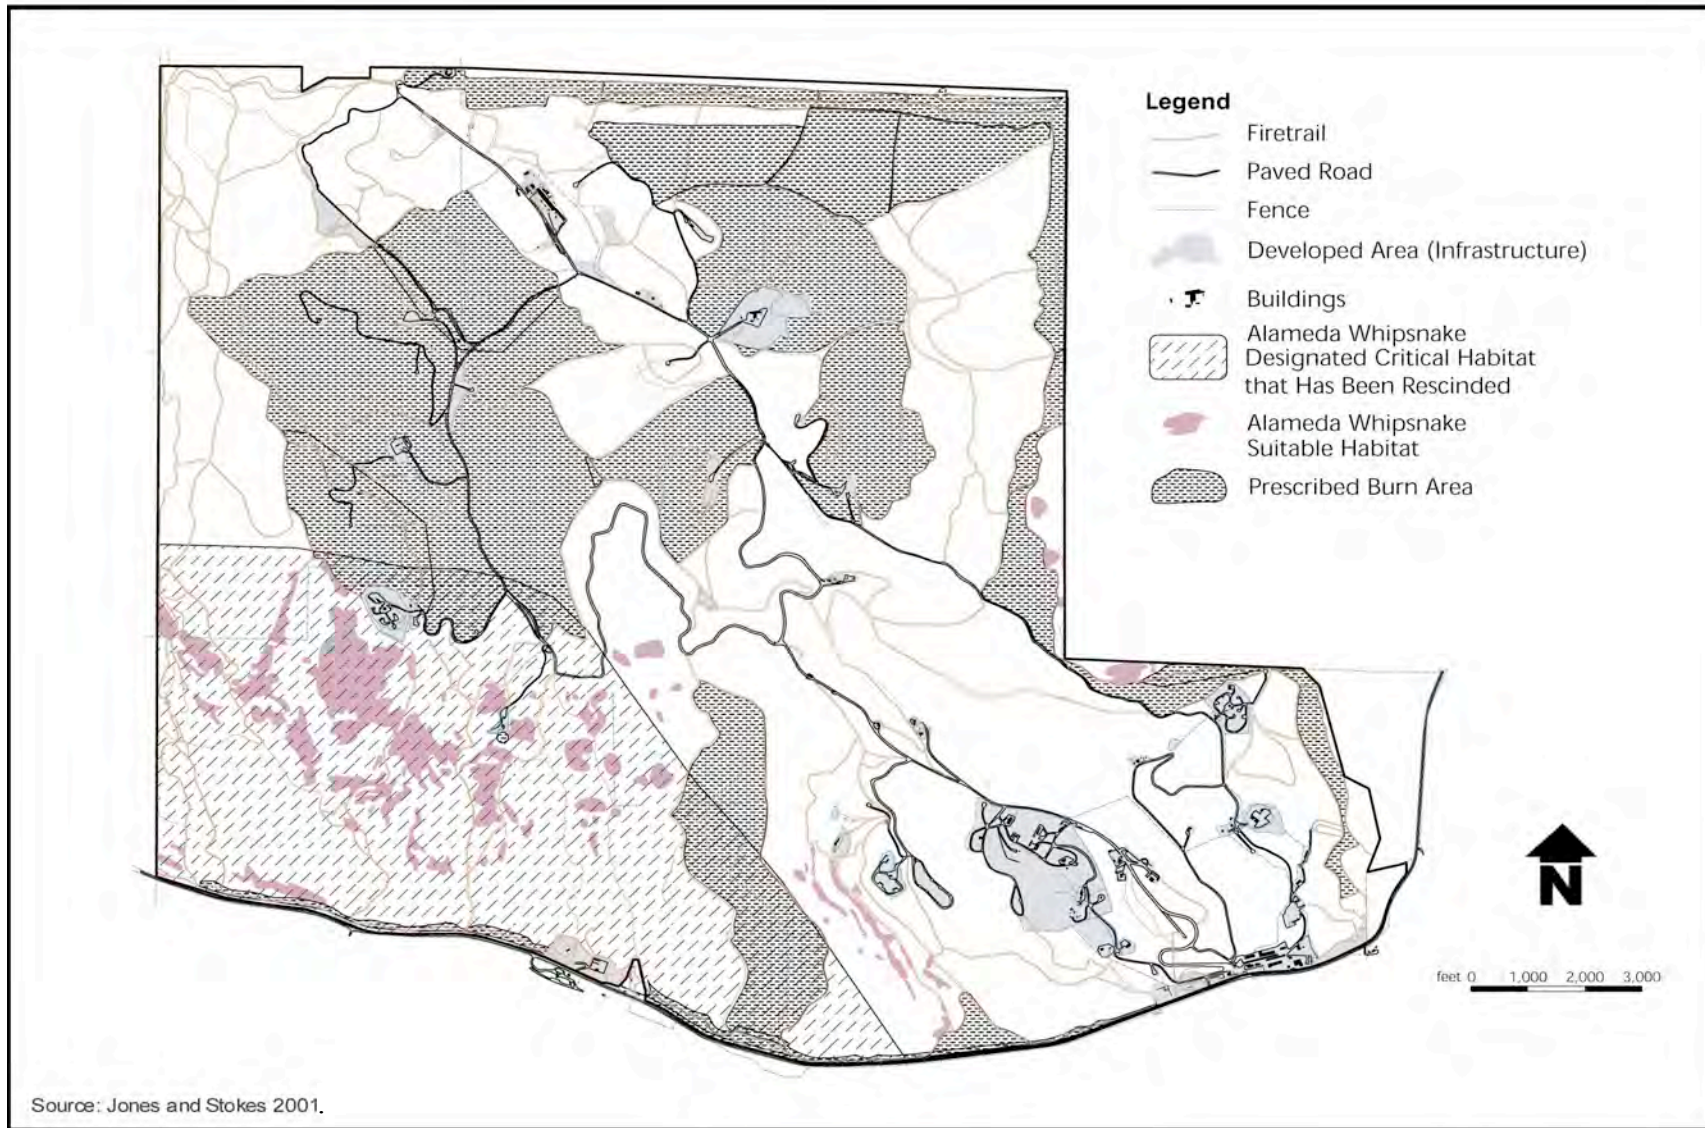 Legend
Firetrail
Paved Road
Fence
Developed Area (Infrastructure)
Buildings
Alameda Whipsnake
Designated Critical Habitat
that Has Been Rescinded
Alameda Whipsnake
Suitable Habitat
Prescribed Burn Area
N
feet 0 1,000 2,000 3,000
Source: Jones and Stokes 2001.